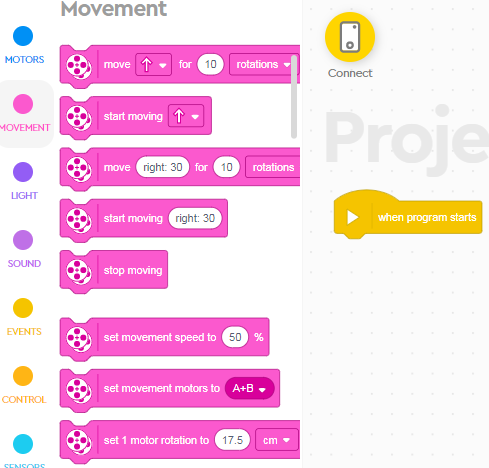 Movement
MOTORS
MOVEMENT
LIGHT
SOUND
EVENTS
CONTROL
SENSORS
move for 10 rotations
start moving
move right: 30 for 10 rotations
start moving right: 30
stop moving
set movement speed to 50 %
set movement motors to A+B
set 1 motor rotation to 17.5 cm
Connect
Proje
when program starts